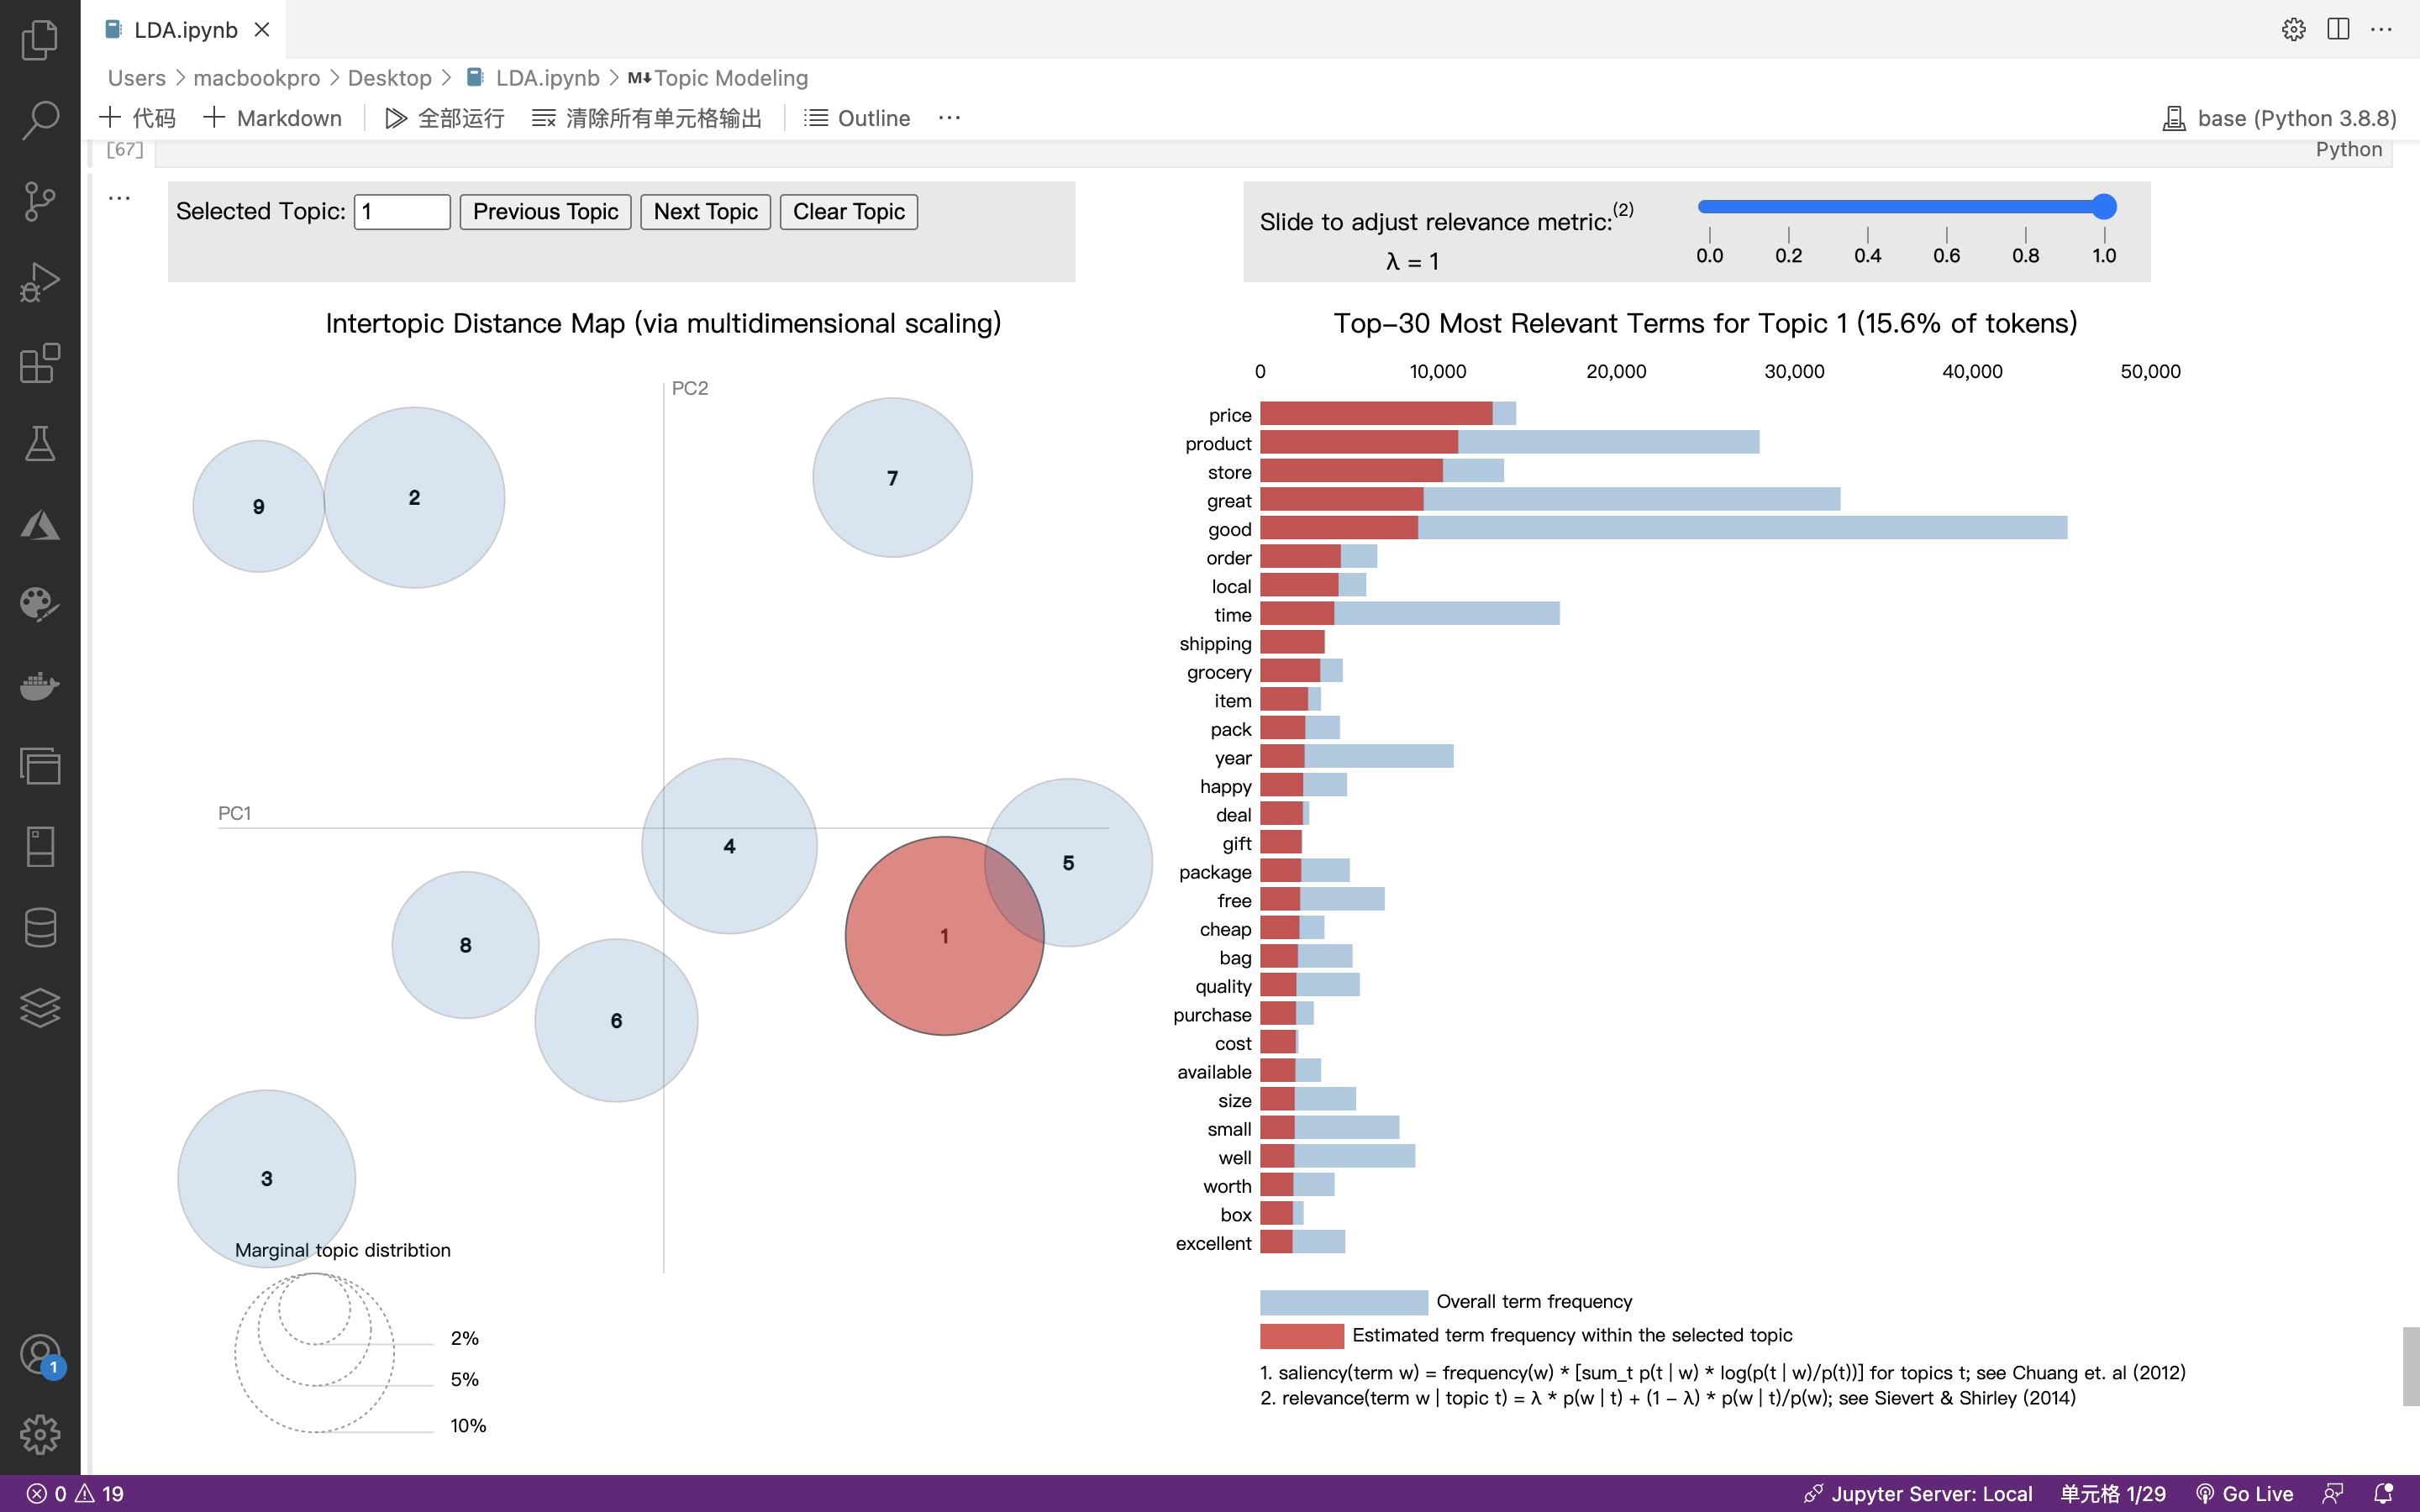 LDA.ipynb
Users > macbookpro > Desktop > LDA.ipynb > M↓ Topic Modeling
+ 代码 + Markdown 全部运行 清除所有单元格输出 Outline ··· base (Python 3.8.8)
[67] Python
Selected Topic: 1 Previous Topic Next Topic Clear Topic
Slide to adjust relevance metric:(2)
λ = 1
0.0 0.2 0.4 0.6 0.8 1.0
Intertopic Distance Map (via multidimensional scaling)
PC2
7
2
9
PC1
4
5
1
8
6
3
Marginal topic distribtion
2%
5%
10%
Top-30 Most Relevant Terms for Topic 1 (15.6% of tokens)
0 10,000 20,000 30,000 40,000 50,000
price
product
store
great
good
order
local
time
shipping
grocery
item
pack
year
happy
deal
gift
package
free
cheap
bag
quality
purchase
cost
available
size
small
well
worth
box
excellent
Overall term frequency
Estimated term frequency within the selected topic
1. saliency(term w) = frequency(w) * [sum_t p(t | w) * log(p(t | w)/p(t))] for topics t; see Chuang et. al (2012)
2. relevance(term w | topic t) = λ * p(w | t) + (1 - λ) * p(w | t)/p(w); see Sievert & Shirley (2014)
1
0 19 Jupyter Server: Local 单元格 1/29 Go Live